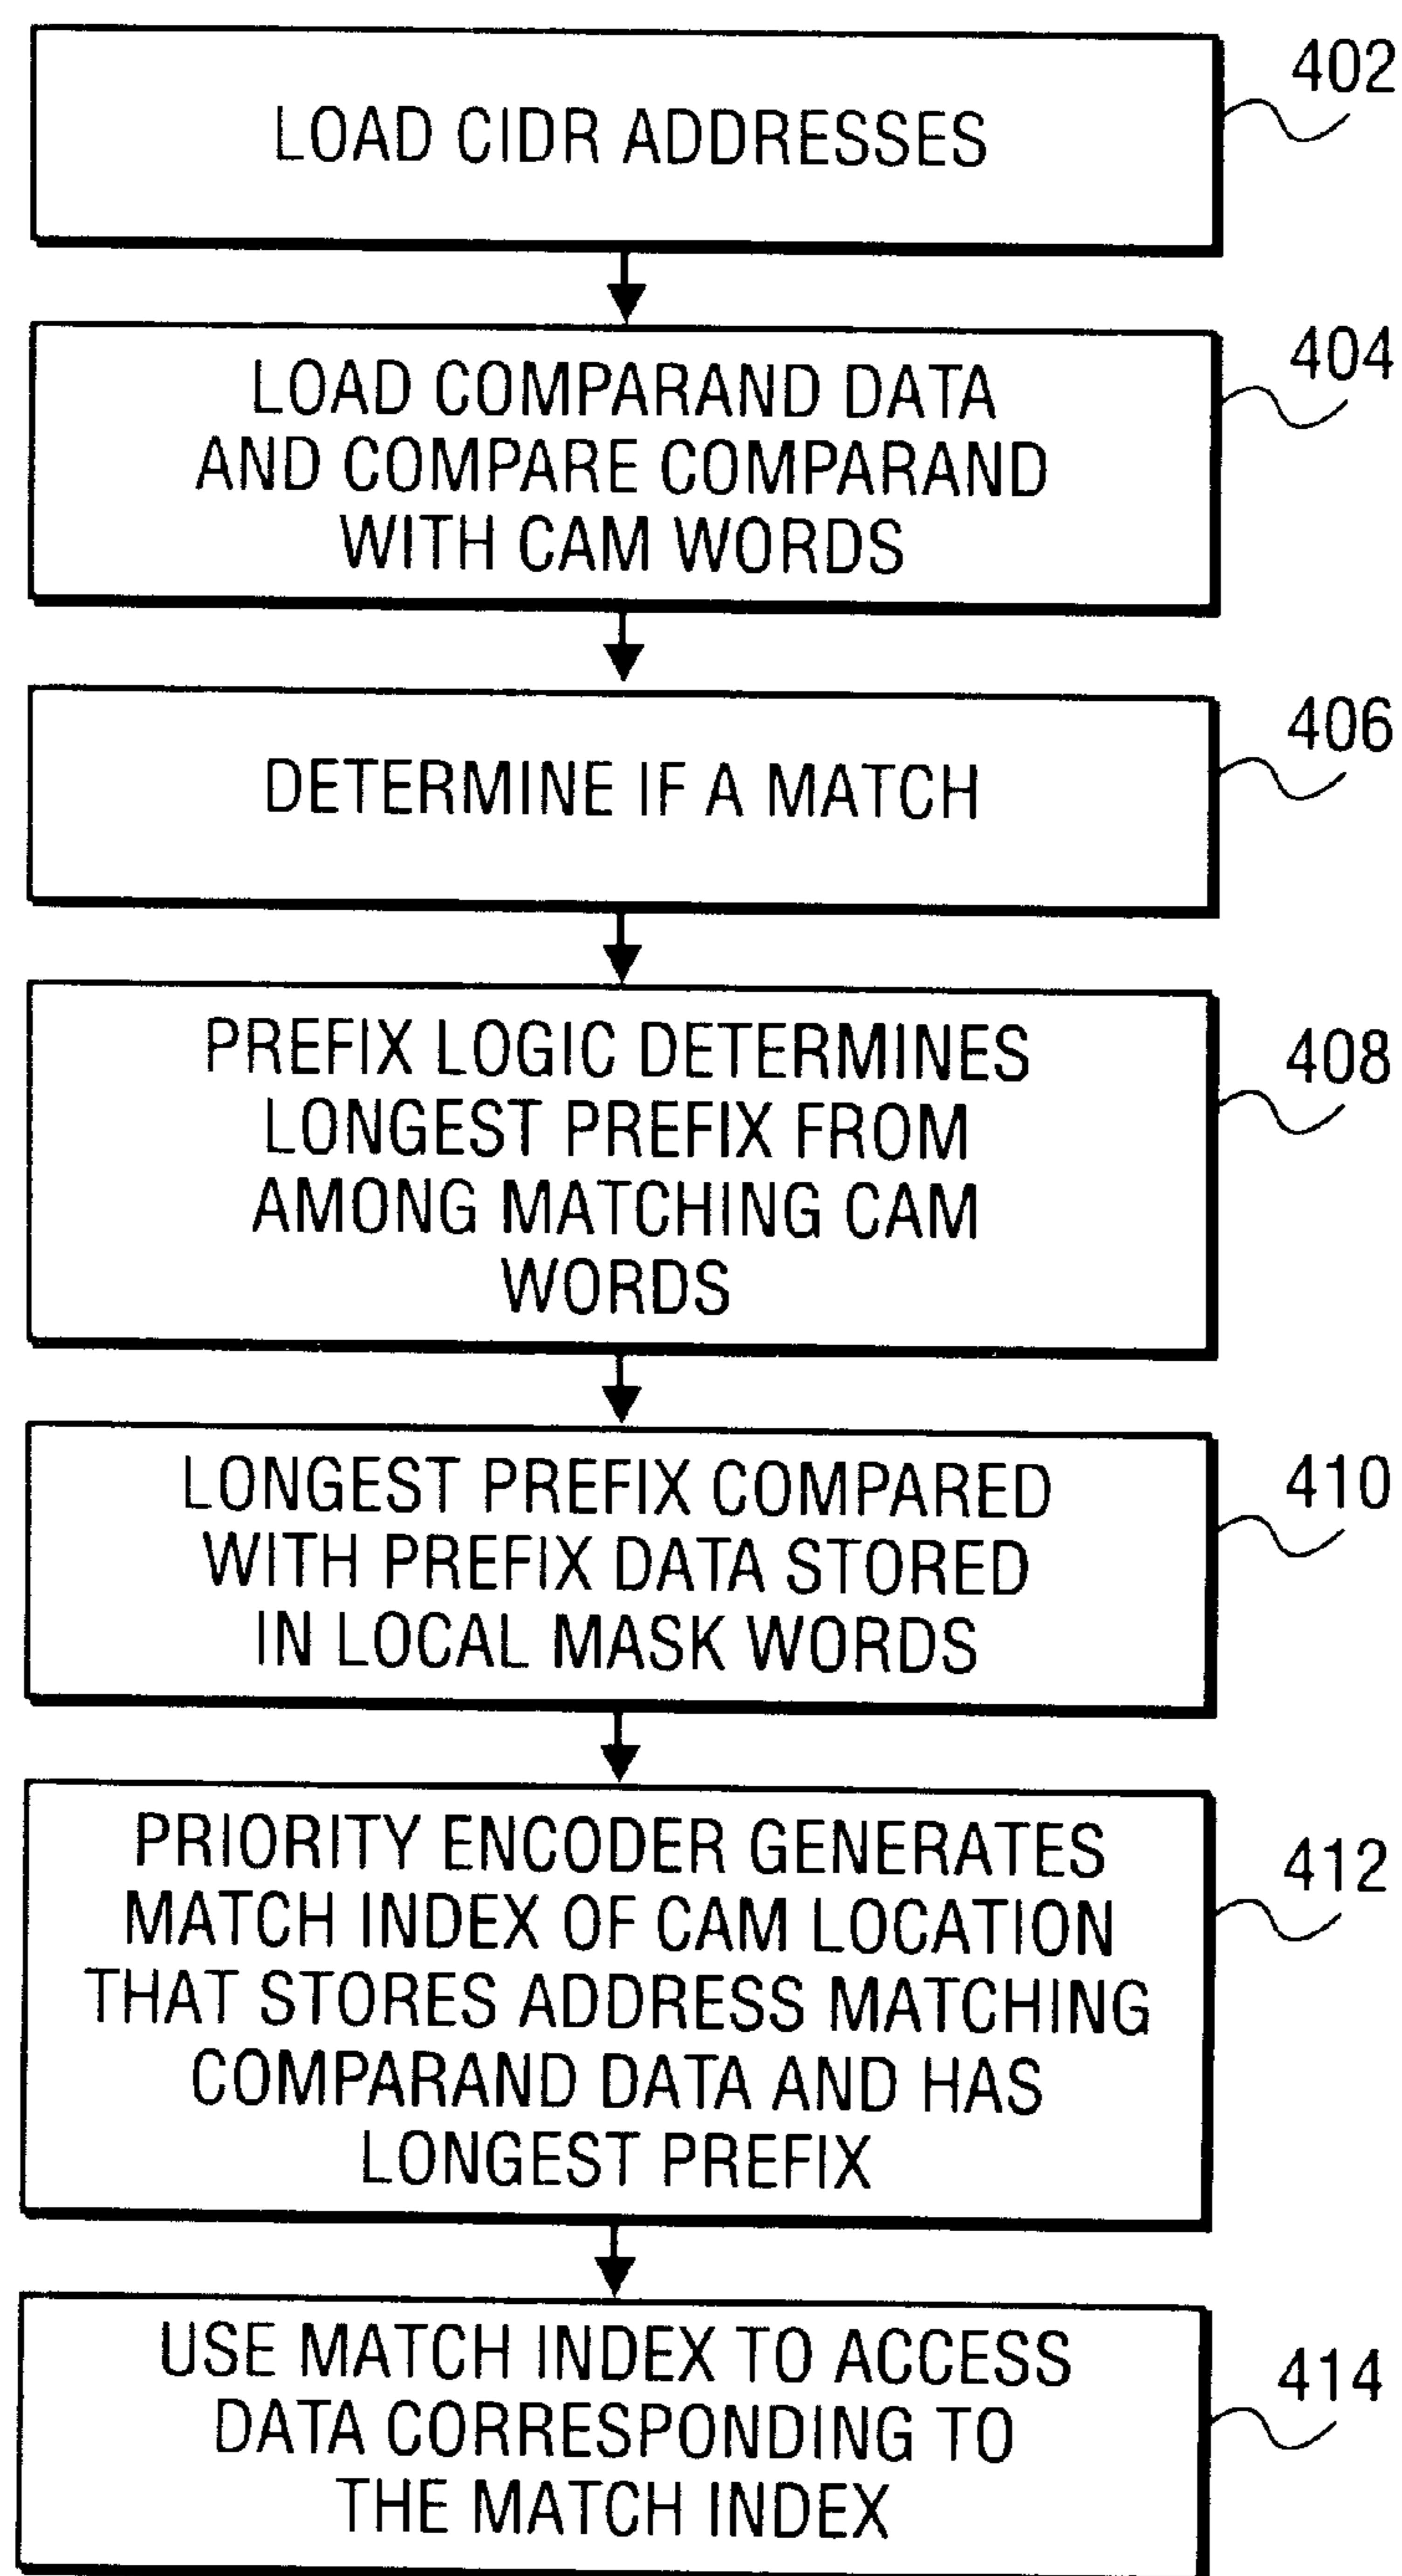 LOAD CIDR ADDRESSES
402
LOAD COMPARAND DATA
AND COMPARE COMPARAND
WITH CAM WORDS
404
DETERMINE IF A MATCH
406
PREFIX LOGIC DETERMINES
LONGEST PREFIX FROM
AMONG MATCHING CAM
WORDS
408
LONGEST PREFIX COMPARED
WITH PREFIX DATA STORED
IN LOCAL MASK WORDS
410
PRIORITY ENCODER GENERATES
MATCH INDEX OF CAM LOCATION
THAT STORES ADDRESS MATCHING
COMPARAND DATA AND HAS
LONGEST PREFIX
412
USE MATCH INDEX TO ACCESS
DATA CORRESPONDING TO
THE MATCH INDEX
414